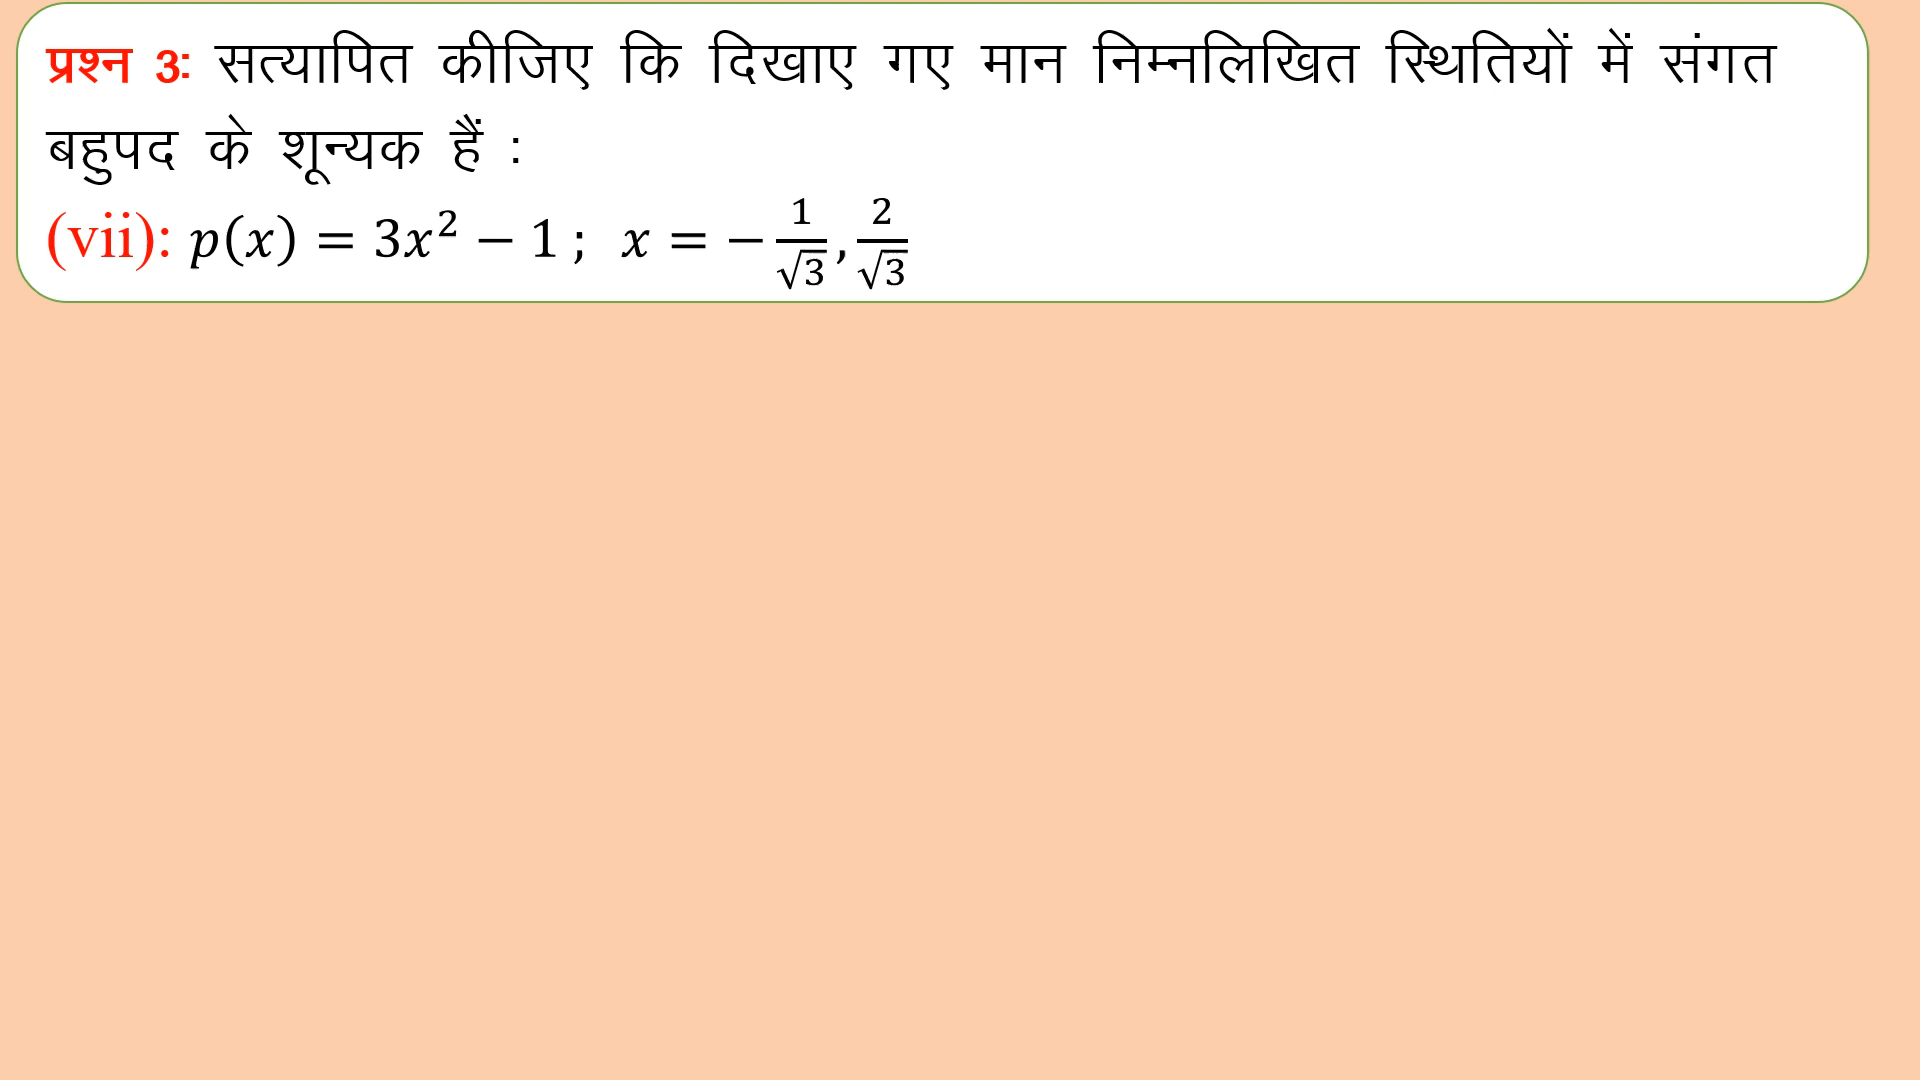 प्रश्न 3: सत्यापित कीजिए कि दिखाए गए मान निम्नलिखित स्थितियों में संगत
बहुपद के शून्यक हैं :
(vii): p(x) = 3x² − 1 ; x = −1/√3, 2/√3